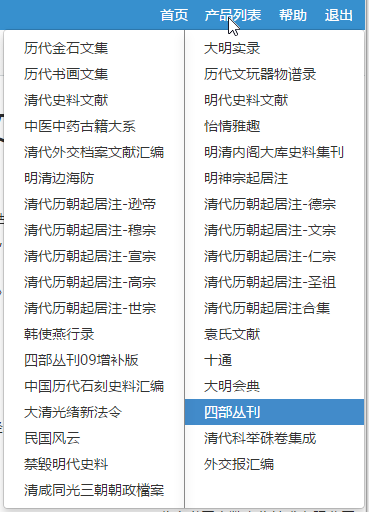 首页 产品列表 帮助 退出
历代金石文集
历代书画文集
清代史料文献
中医中药古籍大系
清代外交档案文献汇编
明清边海防
清代历朝起居注-逊帝
清代历朝起居注-穆宗
清代历朝起居注-宣宗
清代历朝起居注-高宗
清代历朝起居注-世宗
韩使燕行录
四部丛刊09增补版
中国历代石刻史料汇编
大清光绪新法令
民国风云
禁毁明代史料
清咸同光三朝朝政檔案
大明实录
历代文玩器物谱录
明代史料文献
怡情雅趣
明清内阁大库史料集刊
明神宗起居注
清代历朝起居注-德宗
清代历朝起居注-文宗
清代历朝起居注-仁宗
清代历朝起居注-圣祖
清代历朝起居注合集
袁氏文献
十通
大明会典
四部丛刊
清代科举硃卷集成
外交报汇编